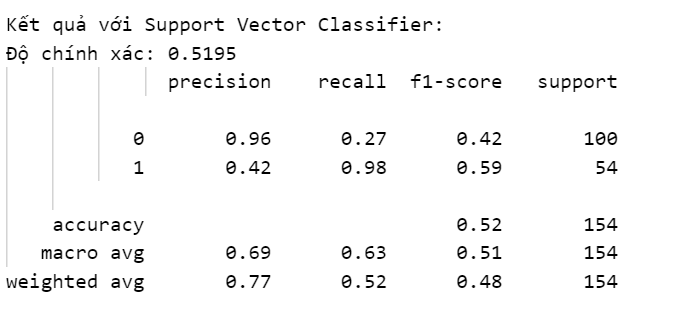 Kết quả với Support Vector Classifier:
Độ chính xác: 0.5195
precision recall f1-score support
0 0.96 0.27 0.42 100
1 0.42 0.98 0.59 54
accuracy 0.52 154
macro avg 0.69 0.63 0.51 154
weighted avg 0.77 0.52 0.48 154